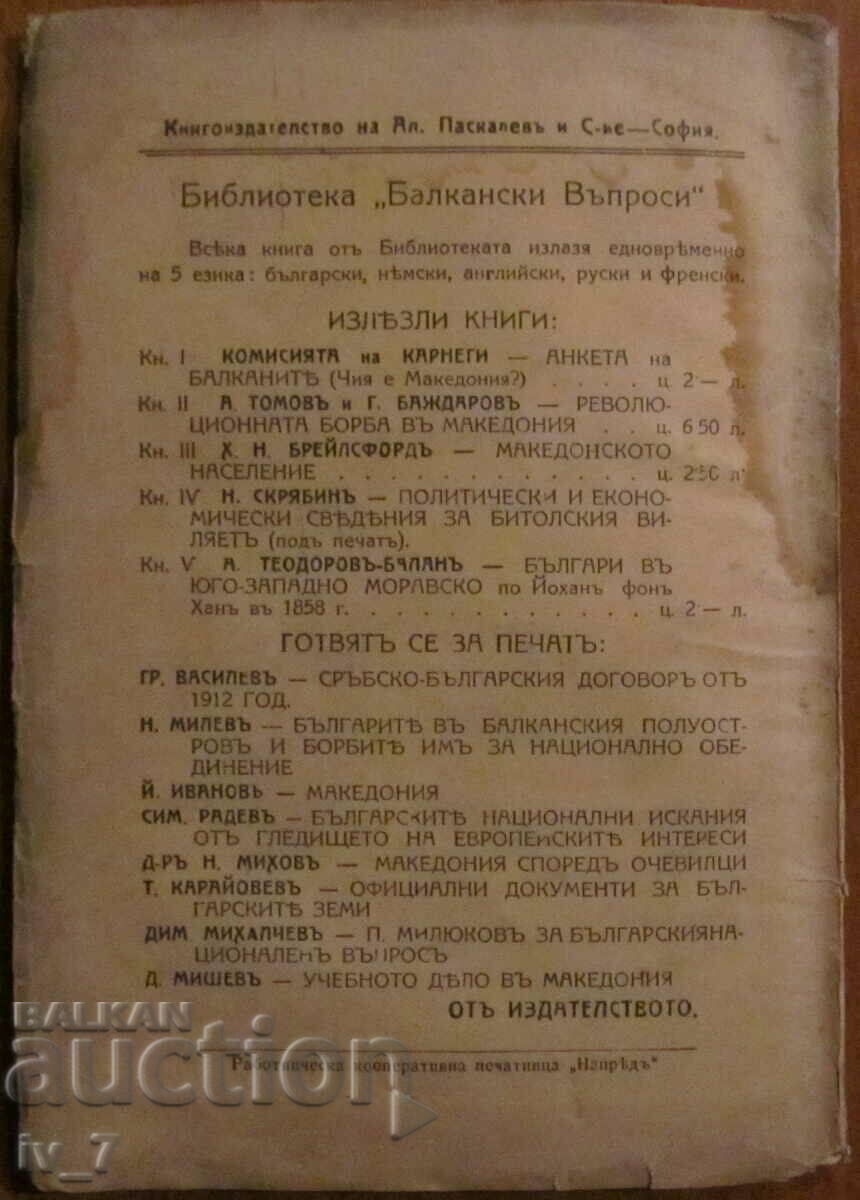 Книгоиздателство на Ал. Паскалевъ и С-ие—София.
Библиотека „Балкански Въпроси"
Всѣка книга отъ Библиотеката излазя едноврѣменно
на 5 езика: български, нѣмски, английски, руски и френски.
ИЗЛѢЗЛИ КНИГИ:
Кн. I КОМИСИЯТА на КАРНЕГИ — АНКЕТА на
БАЛКАНИТѢ (Чия е Македония?) . . . . ц. 2 — л.
Кн. II А. ТОМОВЪ и Г. БАЖДАРОВЪ — РЕВОЛЮ-
ЦИОННАТА БОРБА ВЪ МАКЕДОНИЯ . . ц. 6 50 л.
Кн. III Х. Н. БРЕЙЛСФОРДЪ — МАКЕДОНСКОТО
НАСЕЛЕНИЕ . . . . . . . . . . . . ц. 2 50 л
Кн. IV Н. СКРЯБИНЪ — ПОЛИТИЧЕСКИ И ЕКОНО-
МИЧЕСКИ СВѢДѢНИЯ ЗА БИТОЛСКИЯ ВИ-
ЛЯЕТЪ (подъ печатъ).
Кн. V А. ТЕОДОРОВЪ-БАЛАНЪ — БЪЛГАРИ ВЪ
ЮГО-ЗАПАДНО МОРАВСКО по Йоханъ фонъ
Ханъ въ 1858 г. . . . . . . . . . . . ц. 2 — л.
ГОТВЯТЪ СЕ ЗА ПЕЧАТЪ:
ГР. ВАСИЛЕВЪ — СРЪБСКО-БЪЛГАРСКИЯ ДОГОВОРЪ ОТЪ
1912 ГОД.
Н. МИЛЕВЪ — БЪЛГАРИТѢ ВЪ БАЛКАНСКИЯ ПОЛУОСТ-
РОВЪ И БОРБИТѢ ИМЪ ЗА НАЦИОНАЛНО ОБЕ-
ДИНЕНИЕ
Й. ИВАНОВЪ — МАКЕДОНИЯ
СИМ. РАДЕВЪ — БЪЛГАРСКИТѢ НАЦИОНАЛНИ ИСКАНИЯ
ОТЪ ГЛЕДИЩЕТО НА ЕВРОПЕЙСКИТѢ ИНТЕРЕСИ
Д-РЪ Н. МИХОВЪ — МАКЕДОНИЯ СПОРЕДЪ ОЧЕВИДЦИ
Т. КАРАЙОВЕВЪ — ОФИЦИАЛНИ ДОКУМЕНТИ ЗА БЪЛ-
ГАРСКИТѢ ЗЕМИ
ДИМ. МИХАЛЧЕВЪ — П. МИЛЮКОВЪ ЗА БЪЛГАРСКИЯНА-
ЦИОНАЛЕНЪ ВЪПРОСЪ
Д. МИШЕВЪ — УЧЕБНОТО ДѢЛО ВЪ МАКЕДОНИЯ
ОТЪ ИЗДАТЕЛСТВОТО.
Работническа кооперативна печатница „Напрѣдъ"
BALKAN
auction
iv_7